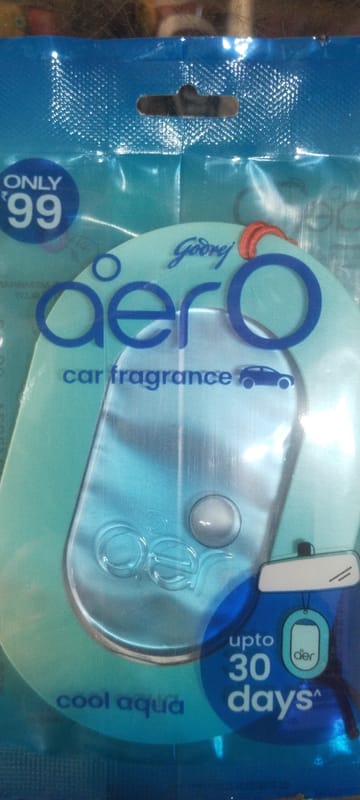 ONLY
₹99
Godrej
aer O
car fragrance
aer
upto
30
days^
aer
cool aqua